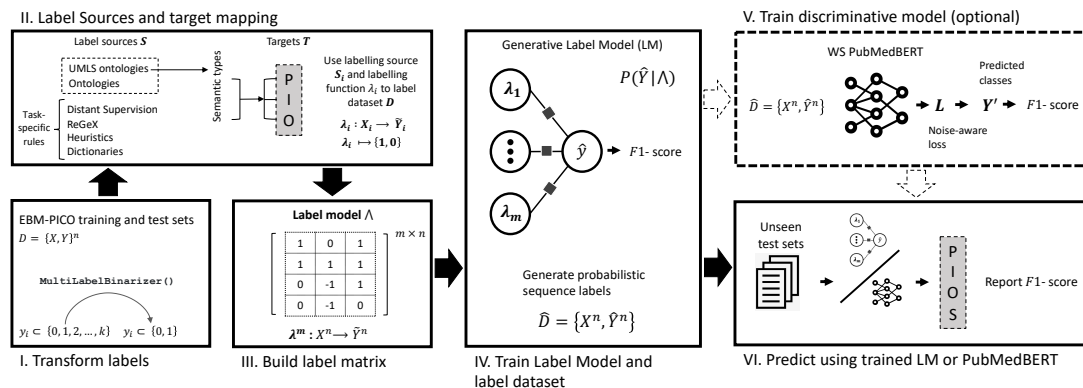 II. Label Sources and target mapping
Label sources S
Targets T
UMLS ontologies
Ontologies
Task-specific rules
Distant Supervision
ReGeX
Heuristics
Dictionaries
Semantic types
P
I
O
Use labelling source
S_i and labelling
function λ_i to label
dataset D
λ_i : X_i → Ỹ_i
λ_i ↦ {1, 0}
EBM-PICO training and test sets
D = {X, Y}^n
MultiLabelBinarizer()
y_i ⊂ {0, 1, 2, …, k}
y_i ⊂ {0, 1}
I. Transform labels
Label model Λ
m × n
1 0 1
1 1 1
0 -1 1
0 -1 0
λ^m : X^n → Ỹ^n
III. Build label matrix
Generative Label Model (LM)
P(Ŷ|Λ)
λ_1
⋮
λ_m
ŷ
F1- score
Generate probabilistic
sequence labels
D̂ = {X^n, Ŷ^n}
IV. Train Label Model and
label dataset
V. Train discriminative model (optional)
WS PubMedBERT
D̂ = {X^n, Ŷ^n}
L
Noise-aware
loss
Predicted
classes
Y'
F1- score
Unseen
test sets
λ_1
⋮
λ_m
ŷ
P
I
O
S
Report F1- score
VI. Predict using trained LM or PubMedBERT